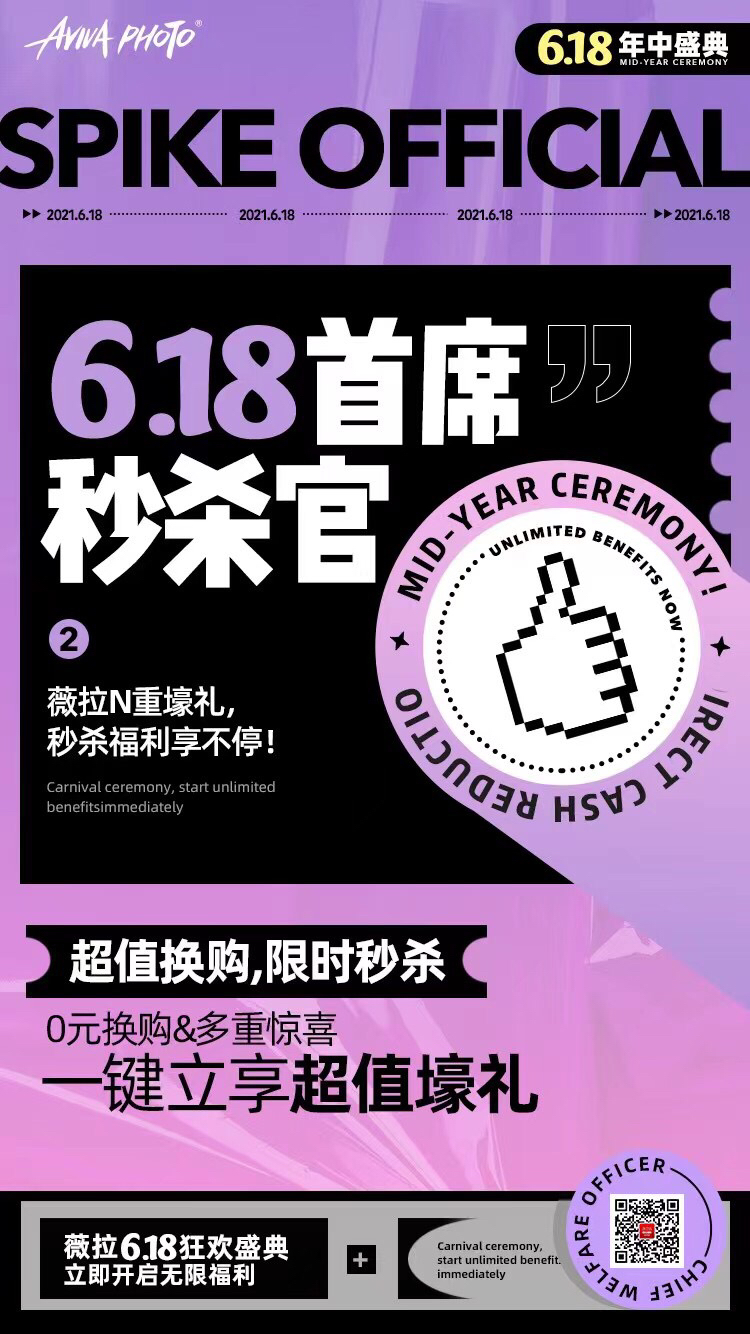 AVIVA PHOTO®
6.18 年中盛典
MID-YEAR CEREMONY
SPIKE OFFICIAL
2021.6.18 2021.6.18 2021.6.18 2021.6.18
6.18首席
秒杀官
MID-YEAR CEREMONY!
UNLIMITED BENEFITS NOW
IRECT CASH REDUCTIO
2
薇拉N重壕礼，
秒杀福利享不停！
Carnival ceremony, start unlimited
benefitsimmediately
超值换购,限时秒杀
0元换购&多重惊喜
一键立享超值壕礼
薇拉6.18狂欢盛典
立即开启无限福利
+
Carnival ceremony,
start unlimited benefit.
immediately
CHIEF WELFARE OFFICER